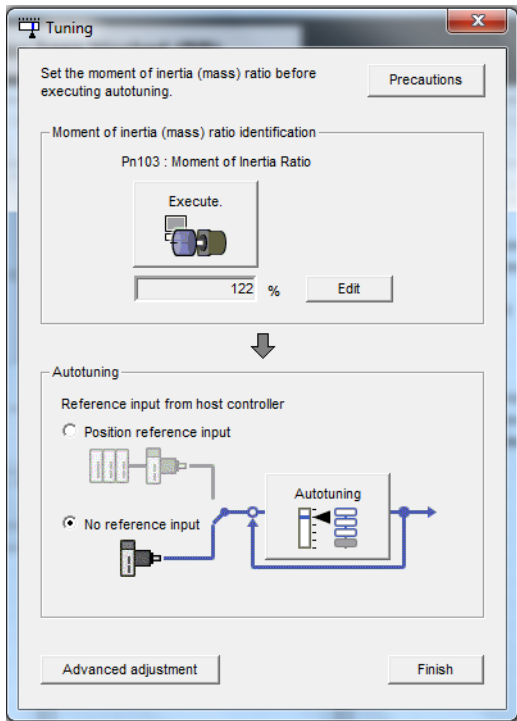 Tuning
Set the moment of inertia (mass) ratio before
executing autotuning.
Precautions
Moment of inertia (mass) ratio identification
Pn103 : Moment of Inertia Ratio
Execute.
122 %
Edit
Autotuning
Reference input from host controller
Position reference input
No reference input
Autotuning
Advanced adjustment
Finish